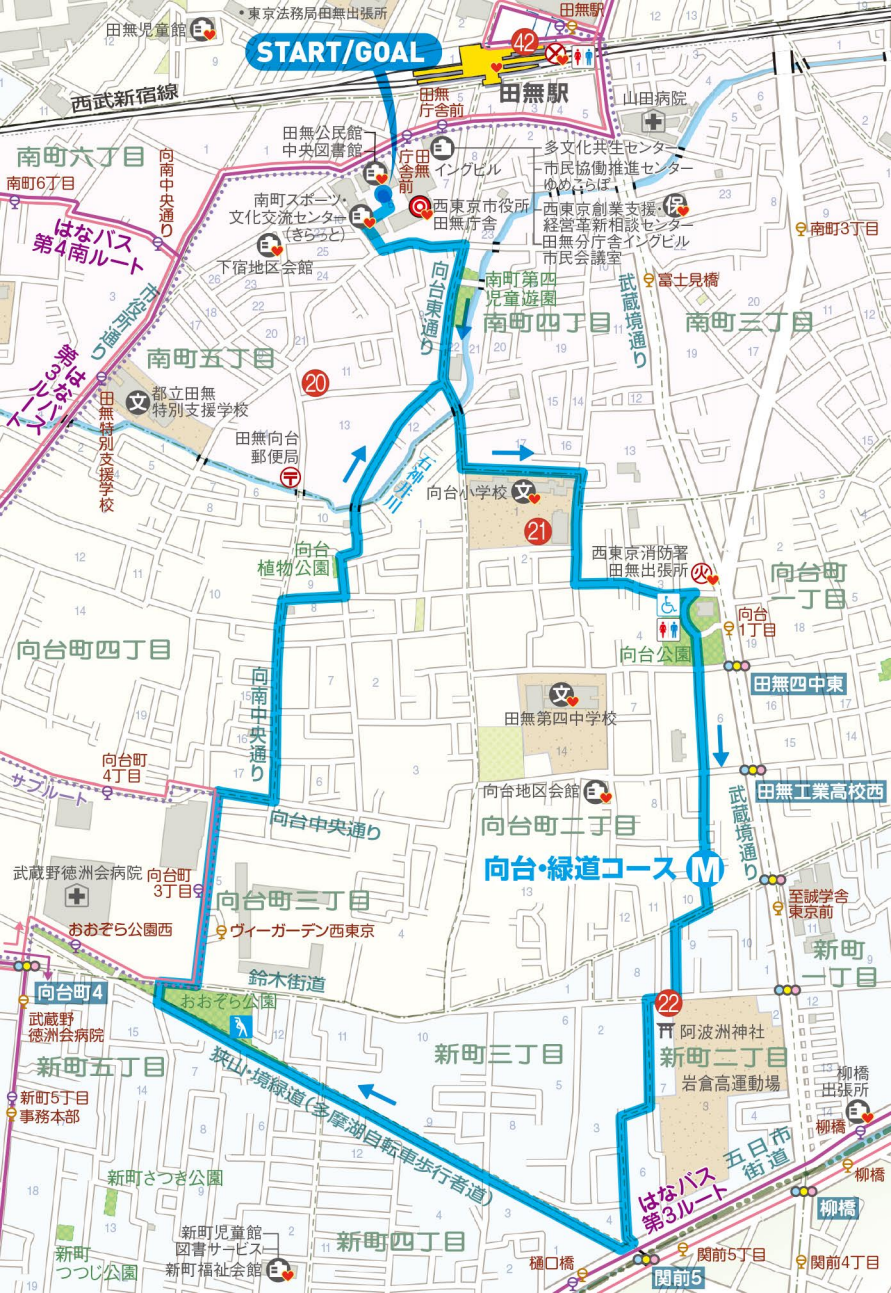 ・東京法務局田無出張所
田無児童館
田無駅
START/GOAL
42
西武新宿線
田無駅
田無
庁舎前
山田病院
田無公民館
中央図書館
南町六丁目
向南中央通り
南町6丁目
田無
庁舎前
イングビル
多文化共生センター
市民協働推進センター
ゆめこらぼ
南町スポーツ・
文化交流センター
(きらっと)
西東京市役所
田無庁舎
西東京創業支援・
経営革新相談センター
田無分庁舎イングビル
市民会議室
保
はなバス
第4南ルート
下宿地区会館
南町3丁目
向台東通り
南町第四
児童遊園
武蔵境通り
富士見橋
市役所通り
南町四丁目
南町三丁目
南町五丁目
はなバス
第3ルート
20
文
都立田無
特別支援学校
田無特別支援学校
田無向台
郵便局
石神井川
向台小学校
文
21
向台
植物公園
西東京消防署
田無出張所
火
向台町
一丁目
向台
1丁目
向台町四丁目
向台公園
田無四中東
向南中央通り
文
田無第四中学校
向台町
4丁目
サブルート
田無工業高校西
向台地区会館
武蔵境通り
向台中央通り
向台町二丁目
武蔵野徳洲会病院
向台町
3丁目
向台・緑道コース
M
向台町三丁目
至誠学舎
東京前
おおぞら公園西
ヴィーガーデン西東京
新町
一丁目
鈴木街道
向台町4
おおぞら公園
22
武蔵野
徳洲会病院
阿波洲神社
新町五丁目
新町三丁目
新町二丁目
岩倉高運動場
狭山・境緑道(多摩湖自転車歩行者道)
柳橋
出張所
新町5丁目
事務本部
柳橋
五日市
街道
新町さつき公園
はなバス
第3ルート
柳橋
柳橋
新町児童館
図書サービス
新町福祉会館
新町四丁目
新町
つつじ公園
樋口橋
関前5丁目
関前4丁目
関前5